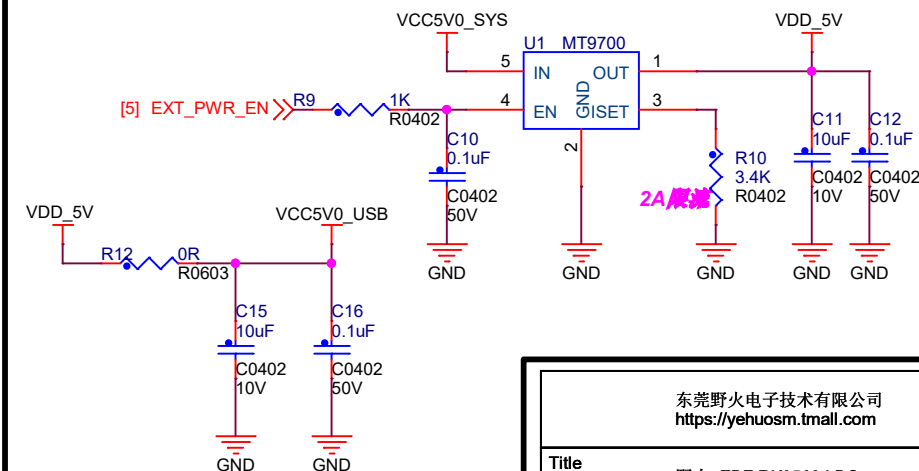 VCC5V0_SYS
VDD_5V
U1 MT9700
5 IN OUT 1
[5] EXT_PWR_EN R9 1K
R0402
4 EN GND ISET 3
2
C10
0.1uF
C0402
50V
R10
3.4K
R0402
2A限流
C11
10uF
C0402
10V
C12
0.1uF
C0402
50V
GND
GND
GND
GND
GND
VDD_5V
VCC5V0_USB
R12 0R
R0603
C15
10uF
C0402
10V
C16
0.1uF
C0402
50V
GND
GND
东莞野火电子技术有限公司
https://yehuosm.tmall.com
Title